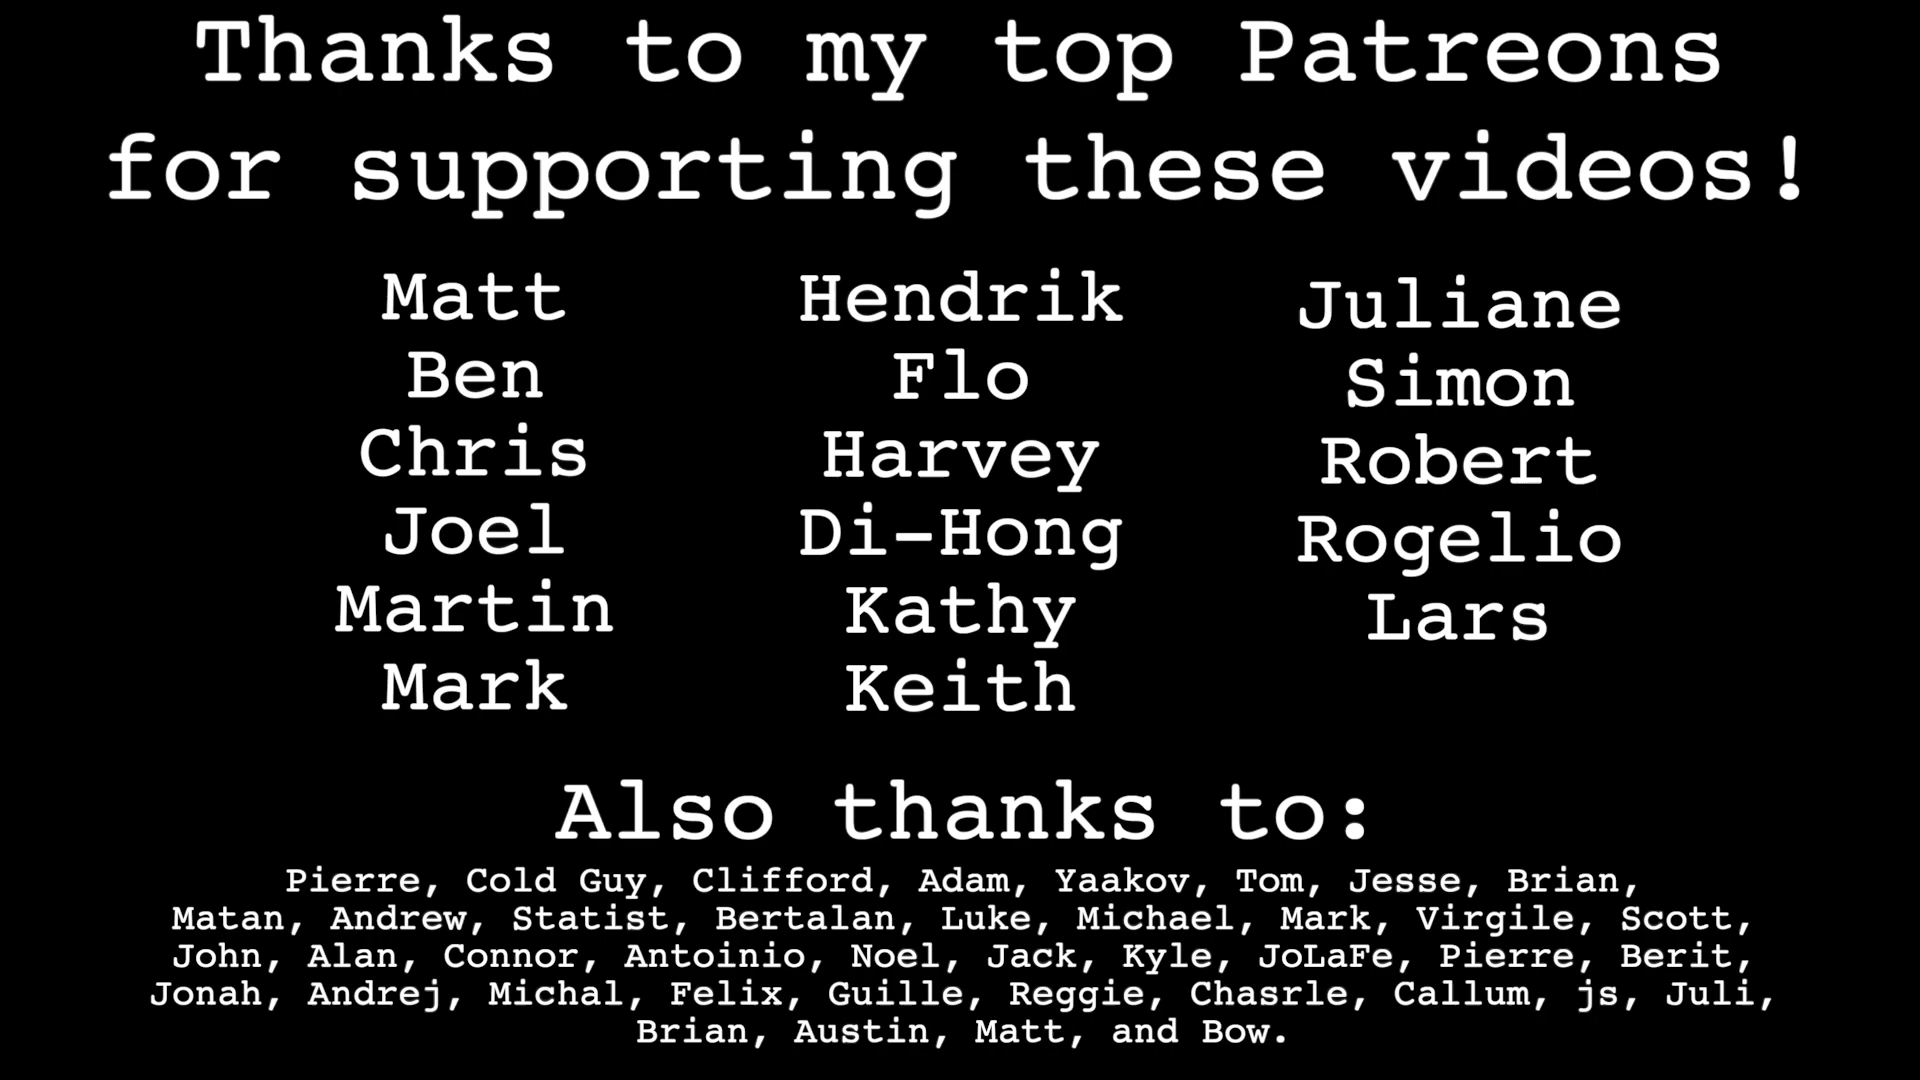 Thanks to my top Patreons
for supporting these videos!
Matt
Ben
Chris
Joel
Martin
Mark
Hendrik
Flo
Harvey
Di-Hong
Kathy
Keith
Juliane
Simon
Robert
Rogelio
Lars
Also thanks to:
Pierre, Cold Guy, Clifford, Adam, Yaakov, Tom, Jesse, Brian,
Matan, Andrew, Statist, Bertalan, Luke, Michael, Mark, Virgile, Scott,
John, Alan, Connor, Antoinio, Noel, Jack, Kyle, JoLaFe, Pierre, Berit,
Jonah, Andrej, Michal, Felix, Guille, Reggie, Chasrle, Callum, js, Juli,
Brian, Austin, Matt, and Bow.